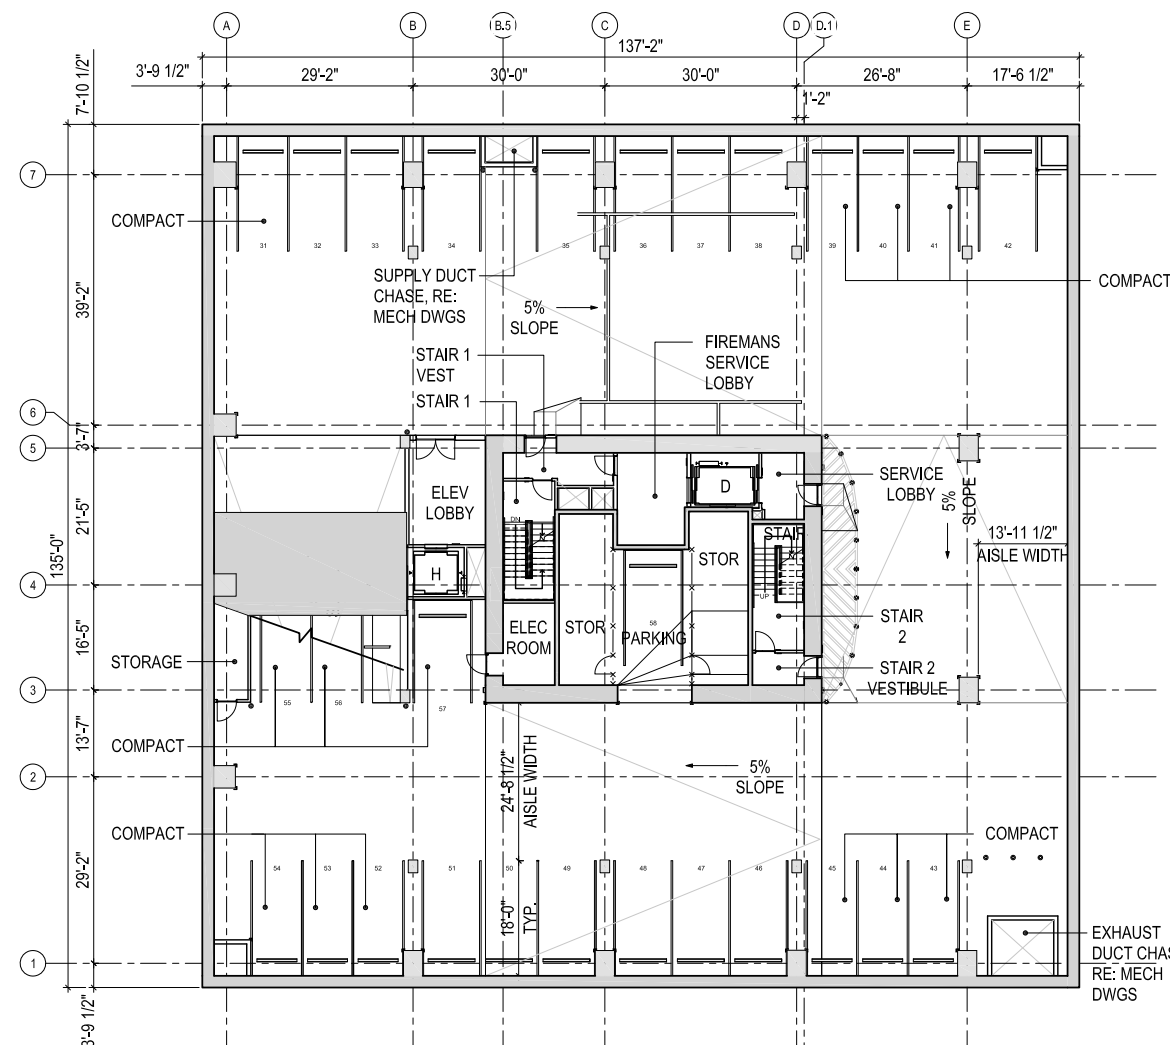 A
B
B.5
C
D
D.1
E
137'-2"
3'-9 1/2"
29'-2"
30'-0"
30'-0"
26'-8"
17'-6 1/2"
1'-2"
7'-10 1/2"
7
COMPACT
31
32
33
34
35
36
37
38
39
40
41
42
COMPACT
39'-2"
SUPPLY DUCT
CHASE, RE:
MECH DWGS
5%
SLOPE
FIREMANS
SERVICE
LOBBY
STAIR 1
VEST
STAIR 1
6
3'-7"
5
ELEV
LOBBY
D
SERVICE
LOBBY
5%
SLOPE
13'-11 1/2"
AISLE WIDTH
21'-5"
135'-0"
DN
STAIR
STOR
H
4
UP
16'-5"
ELEC
ROOM
STOR
58
PARKING
STAIR
2
STORAGE
STAIR 2
VESTIBULE
3
55
56
57
13'-7"
COMPACT
24'-8 1/2"
AISLE WIDTH
5%
SLOPE
2
COMPACT
COMPACT
29'-2"
54
53
52
51
50
49
48
47
46
45
44
43
18'-0"
TYP.
EXHAUST
DUCT CHAS
RE: MECH
DWGS
1
3'-9 1/2"